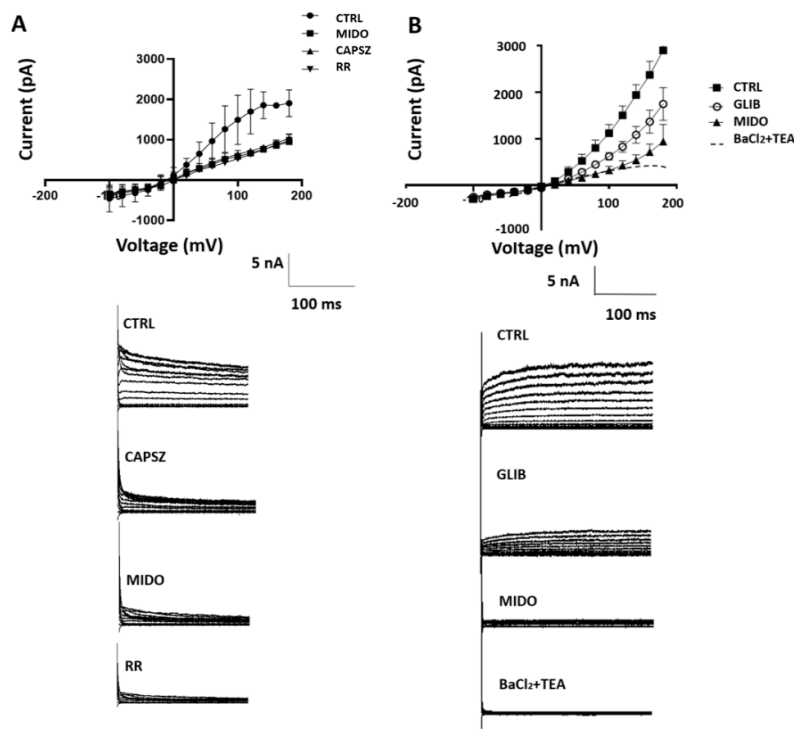 A
CTRL
MIDO
CAPSZ
RR
Current (pA)
3000
2000
1000
-200
-100
100
200
-1000
Voltage (mV)
5 nA
100 ms
CTRL
CAPSZ
MIDO
RR
B
CTRL
GLIB
MIDO
BaCl₂+TEA
Current (pA)
3000
2000
1000
-200
100
200
-1000
Voltage (mV)
5 nA
100 ms
CTRL
GLIB
MIDO
BaCl₂+TEA